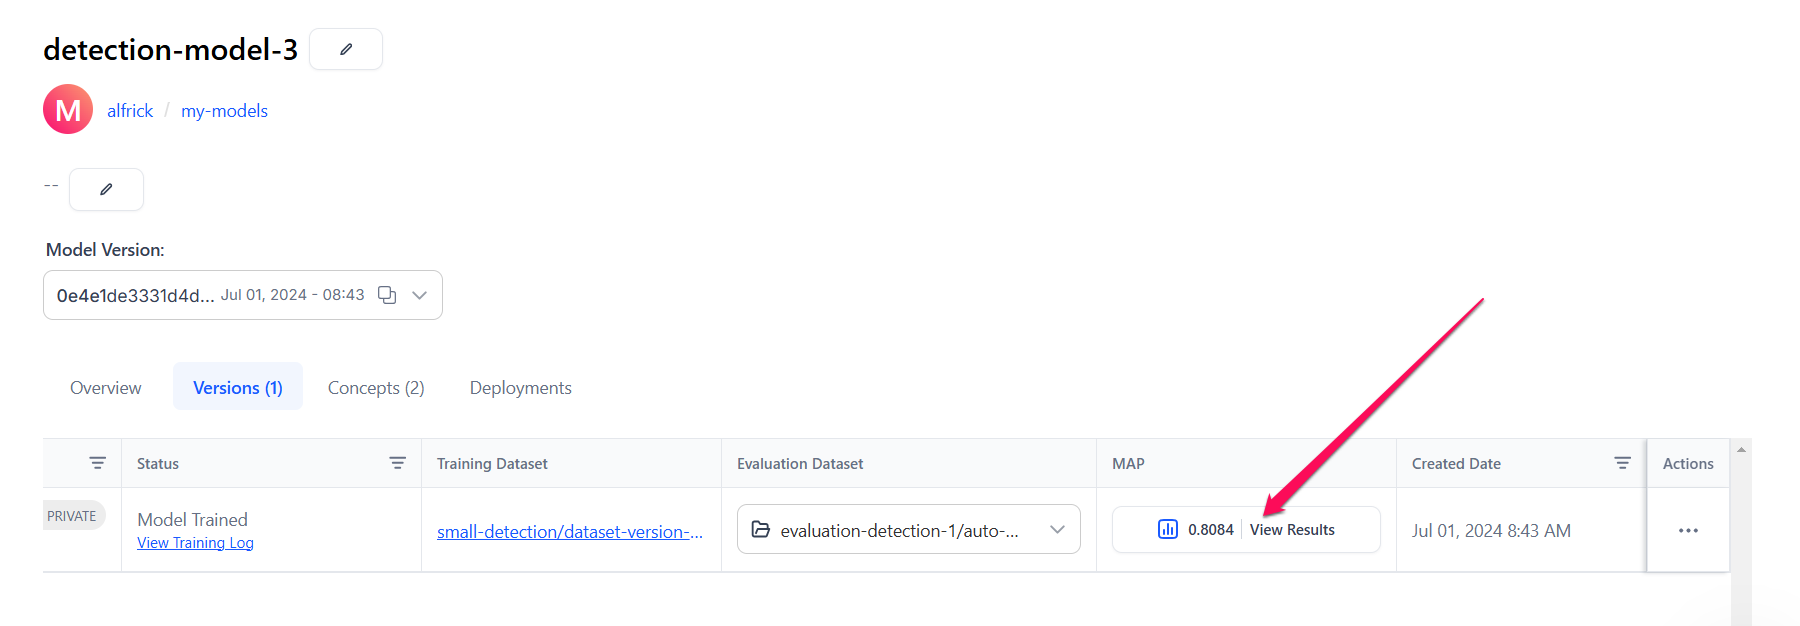 detection-model-3
M
alfrick / my-models
--
Model Version:
0e4e1de3331d4d... Jul 01, 2024 - 08:43
Overview Versions (1) Concepts (2) Deployments
Status Training Dataset Evaluation Dataset MAP Created Date Actions
PRIVATE Model Trained small-detection/dataset-version-... evaluation-detection-1/auto-... 0.8084 View Results Jul 01, 2024 8:43 AM ...
View Training Log